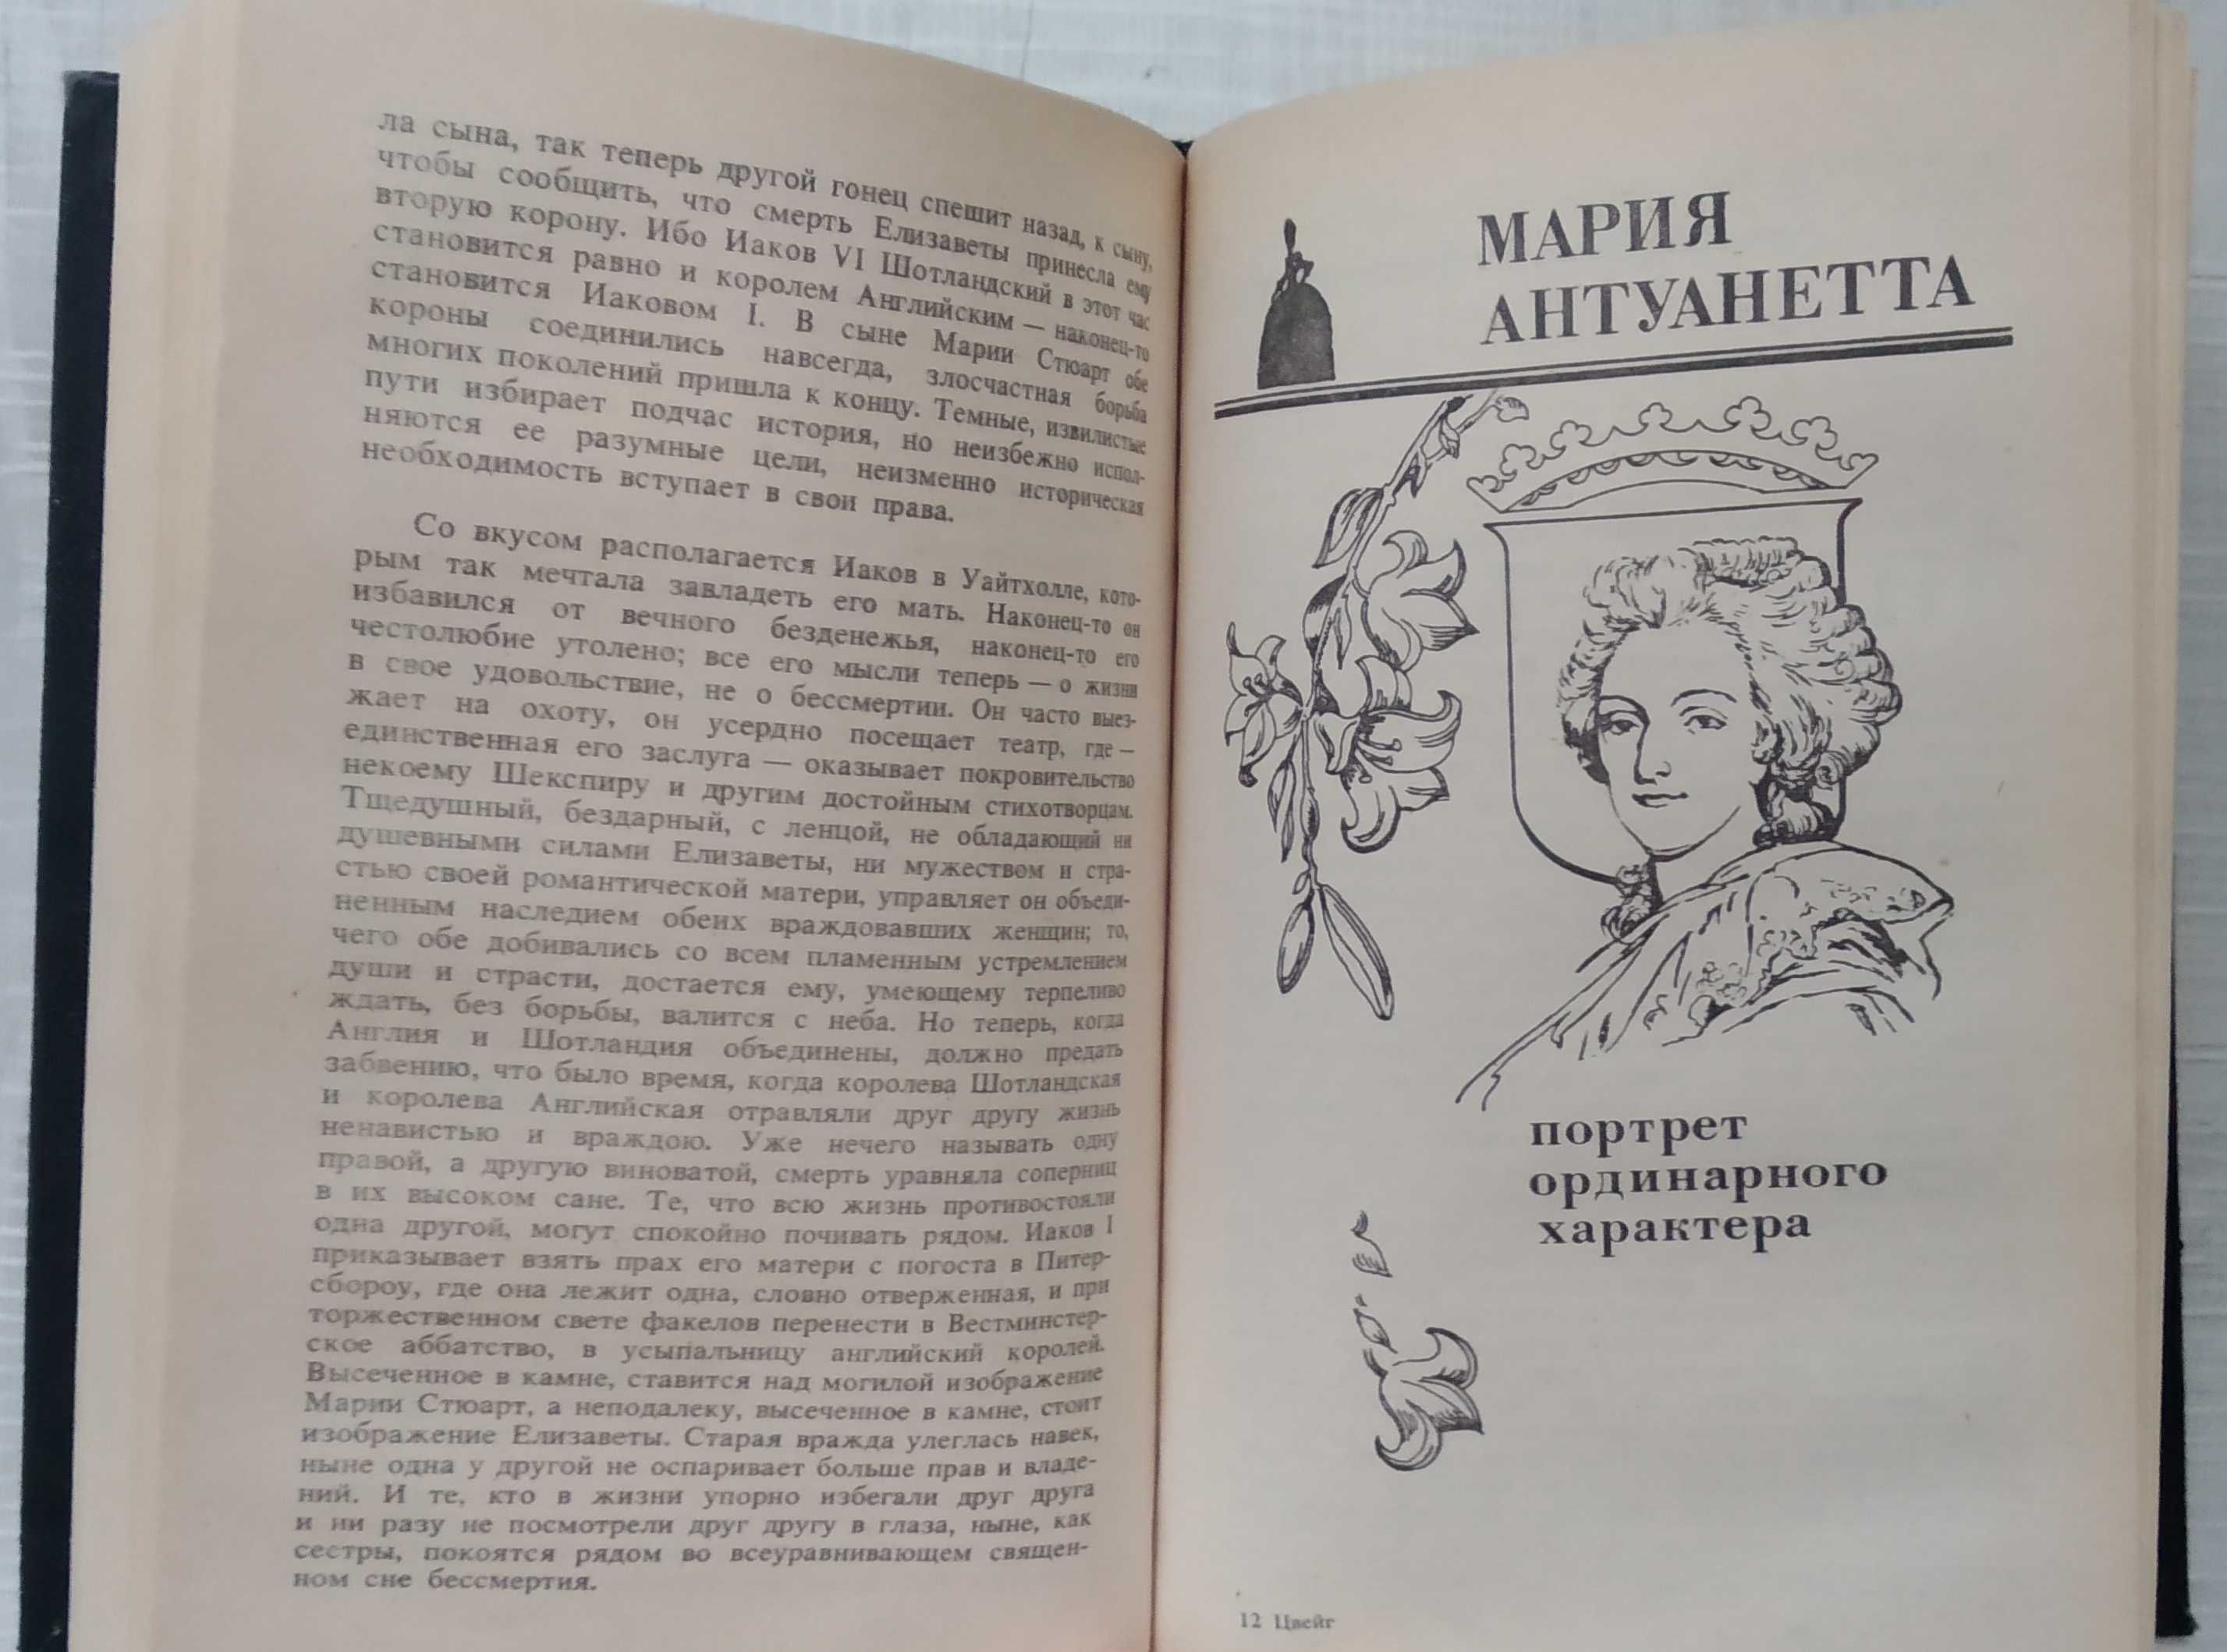 ла сына, так теперь другой гонец спешит назад, к сыну,
чтобы сообщить, что смерть Елизаветы принесла ему
вторую корону. Ибо Иаков VI Шотландский в этот час
становится равно и королем Английским — наконец-то
становится Иаковом I. В сыне Марии Стюарт обе
короны соединились навсегда, злосчастная борьба
многих поколений пришла к концу. Темные, извилистые
пути избирает подчас история, но неизбежно испол-
няются ее разумные цели, неизменно историческая
необходимость вступает в свои права.
Со вкусом располагается Иаков в Уайтхолле, кото-
рым так мечтала завладеть его мать. Наконец-то он
избавился от вечного безденежья, наконец-то его
честолюбие утолено; все его мысли теперь — о жизни
в свое удовольствие, не о бессмертии. Он часто выез-
жает на охоту, он усердно посещает театр, где —
единственная его заслуга — оказывает покровительство
некоему Шекспиру и другим достойным стихотворцам.
Тщедушный, бездарный, с ленцой, не обладающий ни
душевными силами Елизаветы, ни мужеством и стра-
стью своей романтической матери, управляет он объеди-
ненным наследием обеих враждовавших женщин; то,
чего обе добивались со всем пламенным устремлением
души и страсти, достается ему, умеющему терпеливо
ждать, без борьбы, валится с неба. Но теперь, когда
Англия и Шотландия объединены, должно предать
забвению, что было время, когда королева Шотландская
и королева Английская отравляли друг другу жизнь
ненавистью и враждою. Уже нечего называть одну
правой, а другую виноватой, смерть уравняла соперниц
в их высоком сане. Те, что всю жизнь противостояли
одна другой, могут спокойно почивать рядом. Иаков I
приказывает взять прах его матери с погоста в Питер-
сбороу, где она лежит одна, словно отверженная, и при
торжественном свете факелов перенести в Вестминстер-
ское аббатство, в усыпальницу английский королей.
Высеченное в камне, ставится над могилой изображение
Марии Стюарт, а неподалеку, высеченное в камне, стоит
изображение Елизаветы. Старая вражда улеглась навек,
ныне одна у другой не оспаривает больше прав и владе-
ний. И те, кто в жизни упорно избегали друг друга
и ни разу не посмотрели друг другу в глаза, ныне, как
сестры, покоятся рядом во всеуравнивающем священ-
ном сне бессмертия.
МАРИЯ
АНТУАНЕТТА
портрет
ординарного
характера
12 Цвейг